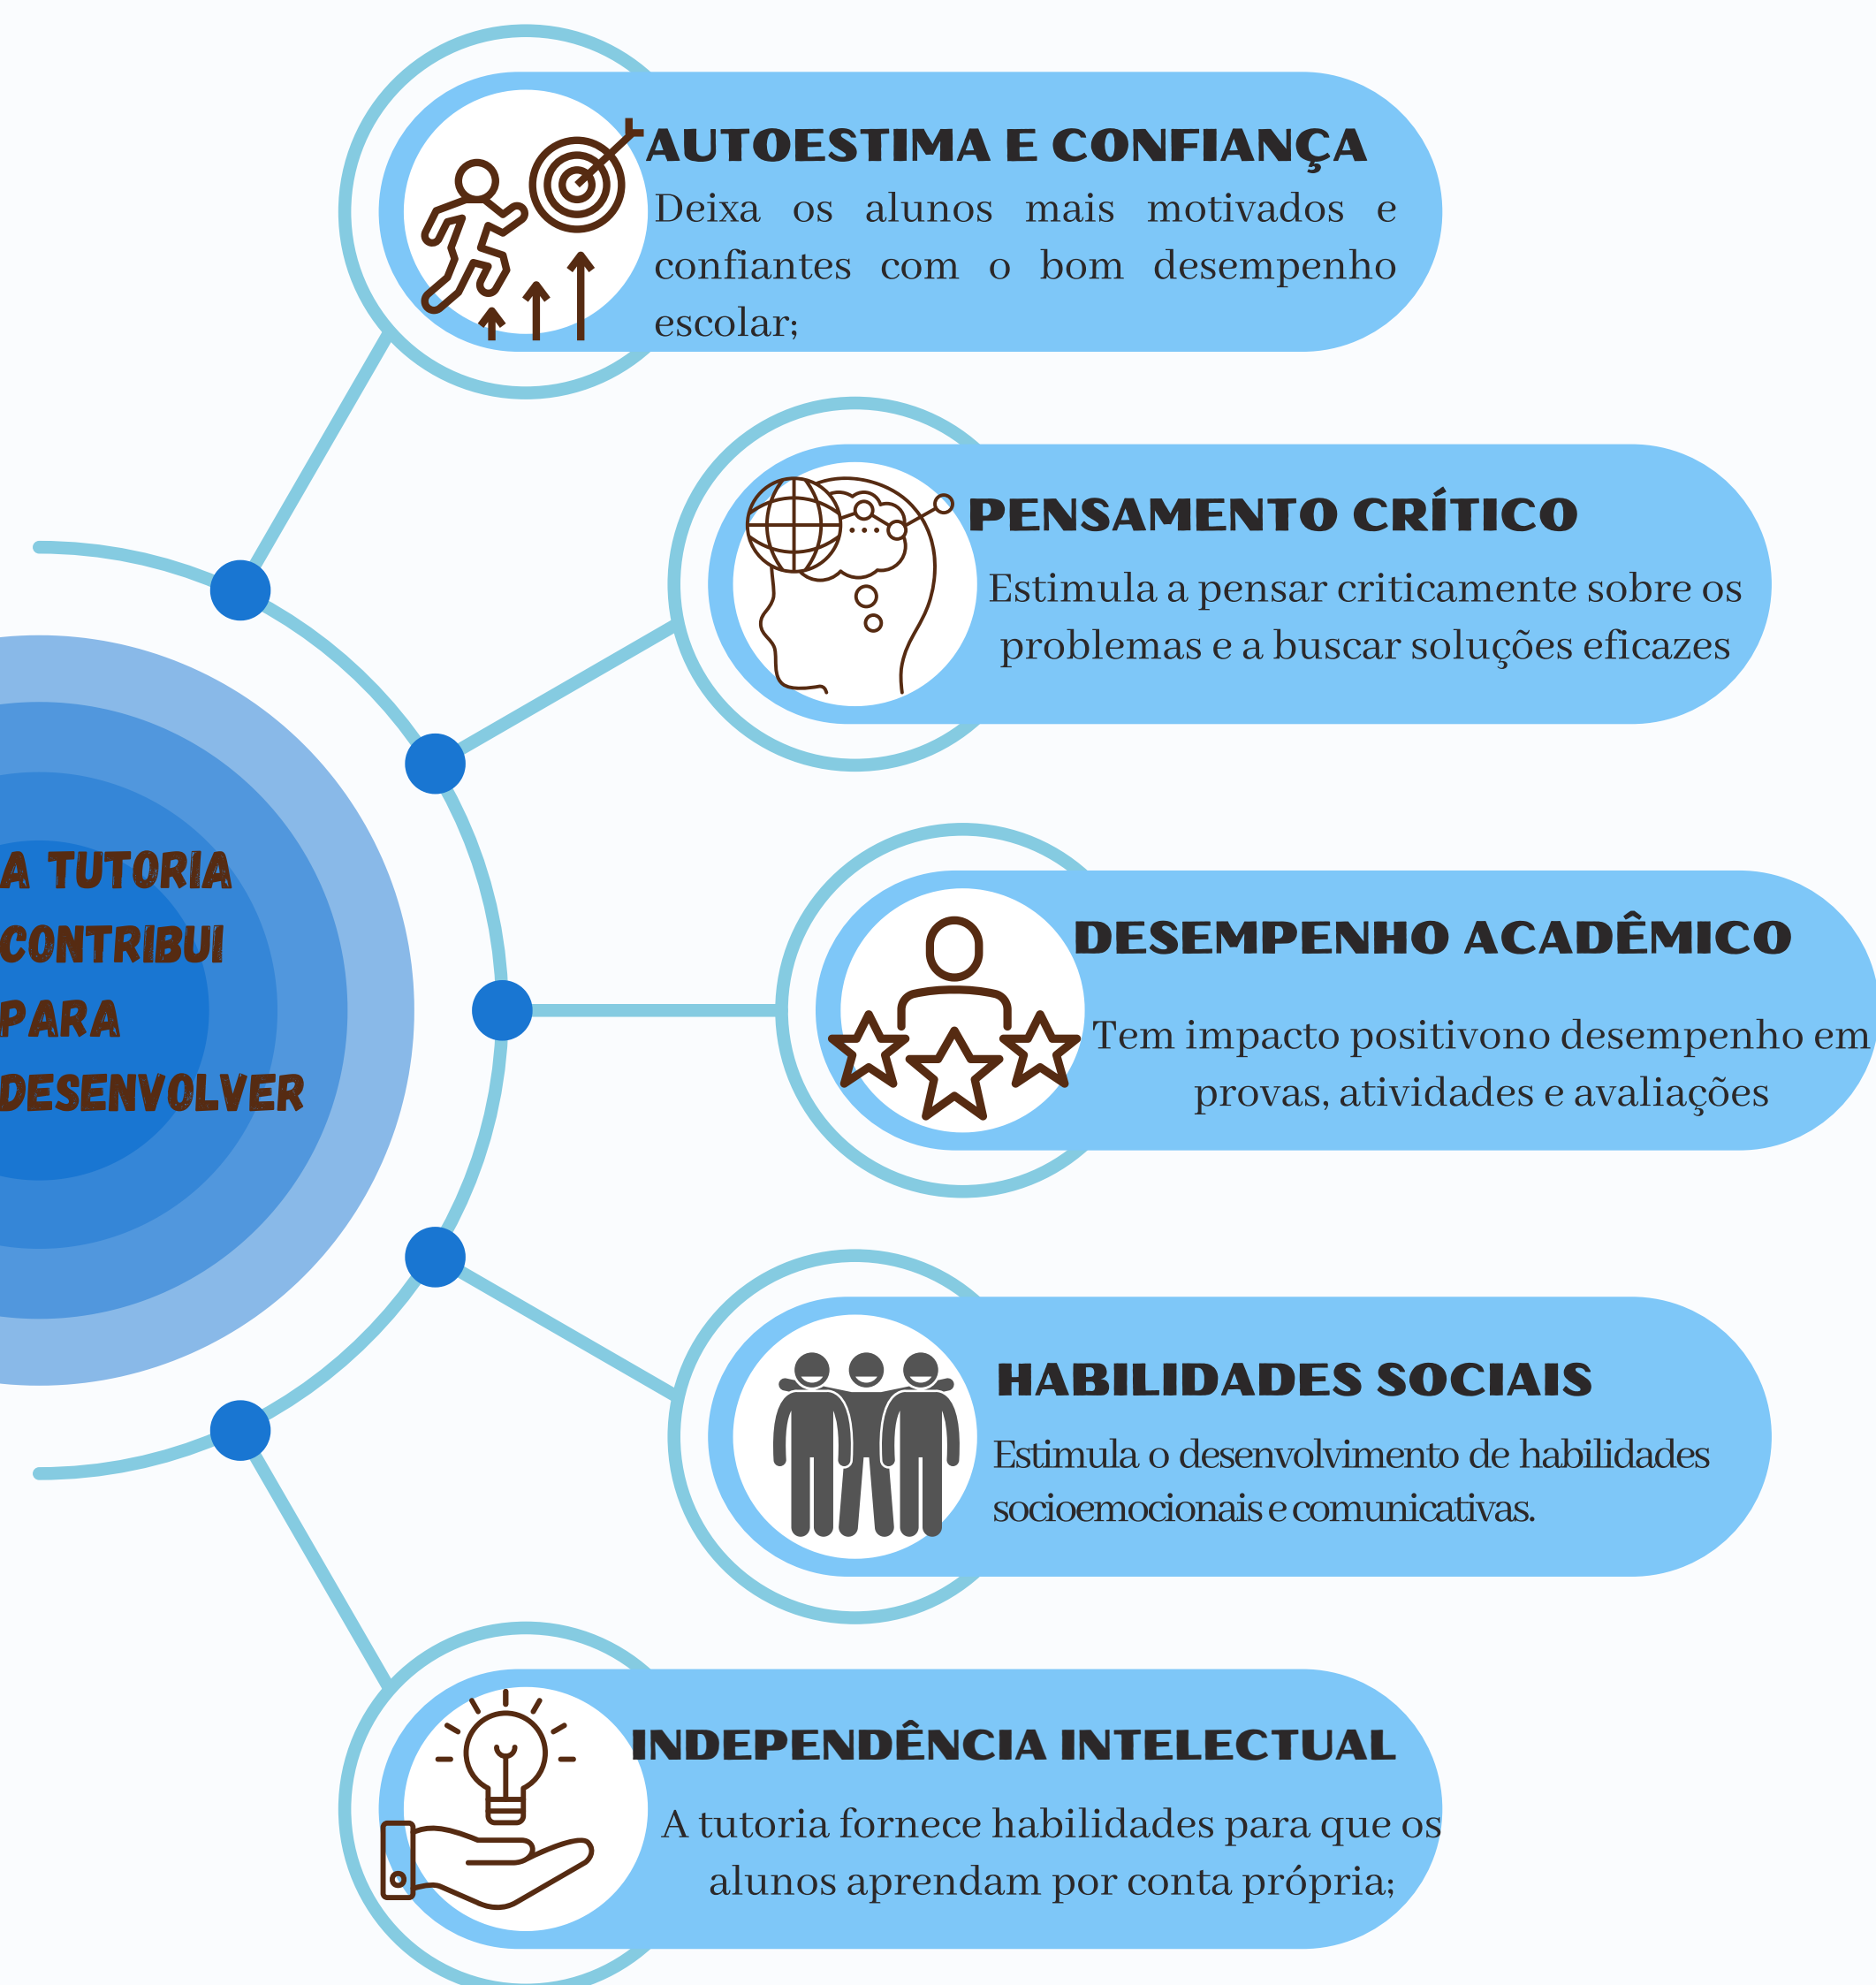 AUTOESTIMA E CONFIANÇA
Deixa os alunos mais motivados e
confiantes com o bom desempenho
escolar;
PENSAMENTO CRÍTICO
Estimula a pensar criticamente sobre os
problemas e a buscar soluções eficazes
A TUTORIA
CONTRIBUI
PARA
DESENVOLVER
DESEMPENHO ACADÊMICO
Tem impacto positivono desempenho em
provas, atividades e avaliações
HABILIDADES SOCIAIS
Estimula o desenvolvimento de habilidades
socioemocionais e comunicativas.
INDEPENDÊNCIA INTELECTUAL
A tutoria fornece habilidades para que os
alunos aprendam por conta própria;